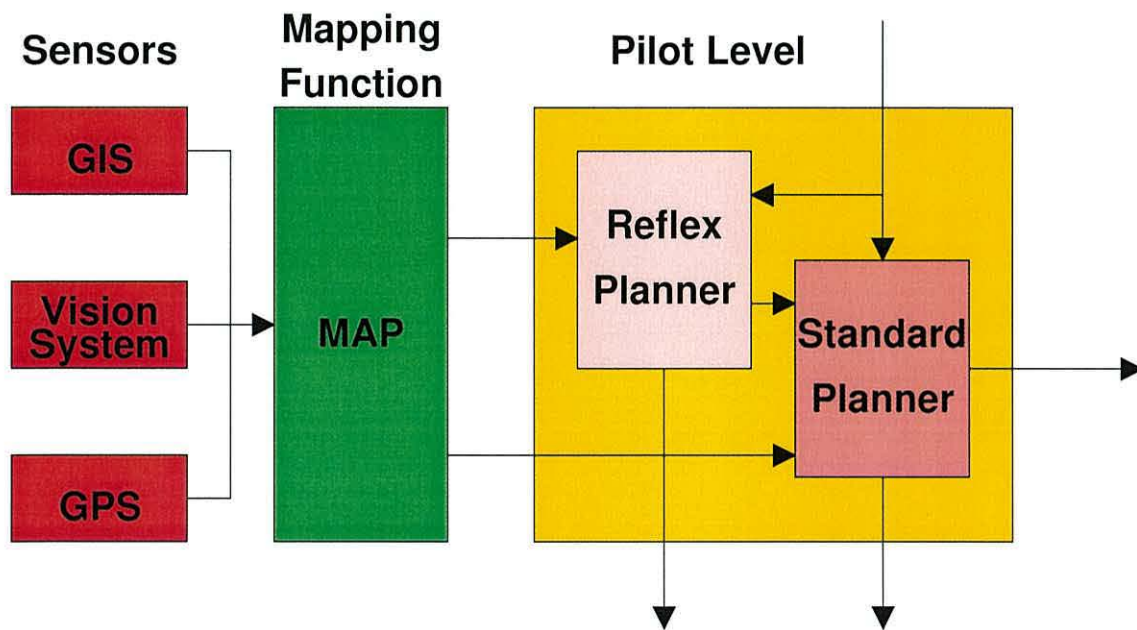 Sensors
Mapping
Function
Pilot Level
GIS
Vision
System
GPS
MAP
Reflex
Planner
Standard
Planner